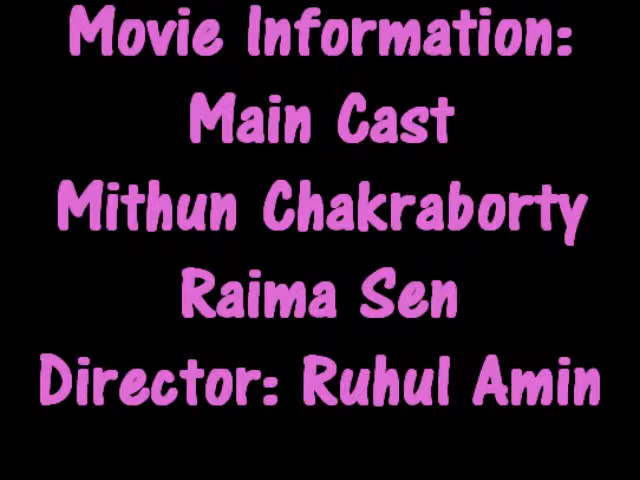 Movie Information:
Main Cast
Mithun Chakraborty
Raima Sen
Director: Ruhul Amin